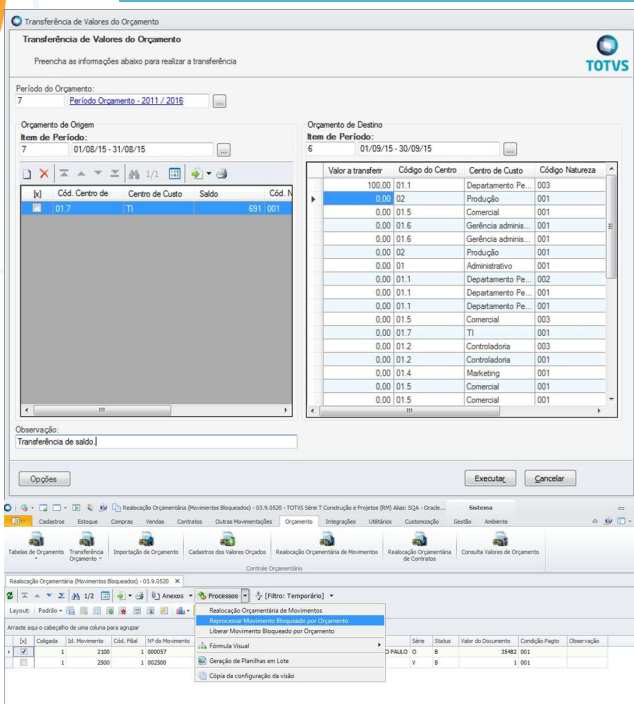 Transferência de Valores do Orçamento
Transferência de Valores do Orçamento
Preencha as informações abaixo para realizar a transferência
TOTVS
Período do Orçamento:
7 Período Orçamento - 2011 / 2016 ...
Orçamento de Origem
Item de Período:
7 01/08/15 - 31/08/15 ...
1/1
[x] Cód. Centro de Centro de Custo Saldo Cód. N
01.7 TI 691 001
Orçamento de Destino
Item de Período:
6 01/09/15 - 30/09/15 ...
Valor a transferir Código do Centro Centro de Custo Código Natureza
100,00 01.1 Departamento Pe... 003
0,00 02 Produção 001
0,00 01.5 Comercial 001
0,00 01.6 Gerência adminis... 001
0,00 01.6 Gerência adminis... 001
0,00 02 Produção 001
0,00 01 Administrativo 001
0,00 01.1 Departamento Pe... 002
0,00 01.1 Departamento Pe... 001
0,00 01.5 Comercial 003
0,00 01.7 TI 001
0,00 01.2 Controladoria 003
0,00 01.2 Controladoria 001
0,00 01.4 Marketing 001
0,00 01.5 Comercial 001
0,00 01.5 Comercial 001
Observação:
Transferência de saldo.
Opções Executar Cancelar
Realocação Orçamentária (Movimentos Bloqueados) - 03.9.0520 - TOTVS Série T Construção e Projetos (RM) Alias: SQA - Oracle... Sistema
Cadastros Estoque Compras Vendas Contratos Outras Movimentações Orçamento Integrações Utilitários Customização Gestão Ambiente
Tabelas de Orçamento Transferência Orçamento Importação de Orçamento Cadastros dos Valores Orçados Realocação Orçamentária de Movimentos Realocação Orçamentária de Contratos Consulta Valores de Orçamento
Controle Orçamentário
Realocação Orçamentária (Movimentos Bloqueados) - 03.9.0520 X
1/2 Anexos Processos [Filtro: Temporário]
Layout: Padrão
Realocação Orçamentária de Movimentos
Reprocessar Movimento Bloqueado por Orçamento
Liberar Movimento Bloqueado por Orçamento
Fórmula Visual
Geração de Planilhas em Lote
Cópia da configuração da visão
Arraste aqui o cabeçalho de uma coluna para agrupar
[x] Coligada Id. Movimento Cód. Filial Nº do Movimento Série Status Valor do Documento Condição Pagto Observação
1 2100 1 000057 O PAULO O B 35482 001
1 2500 1 002500 V B 1 001